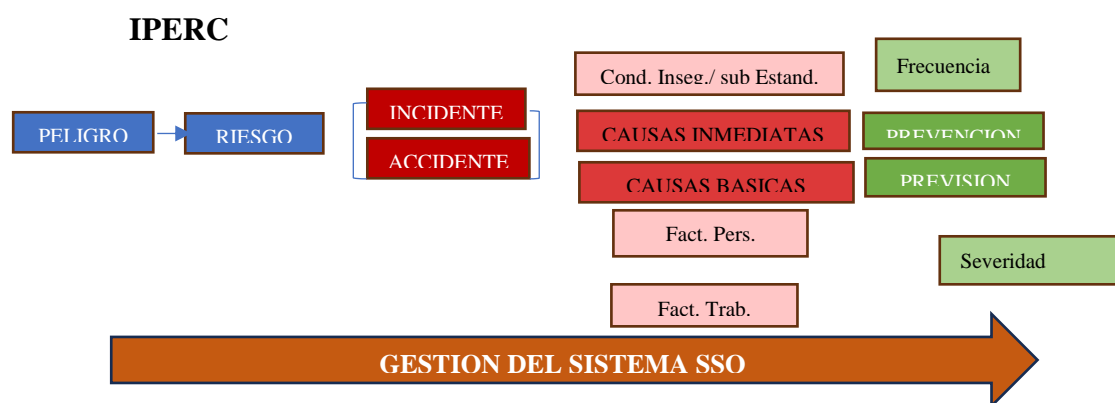 IPERC
Cond. Inseg./ sub Estand.
Frecuencia
PELIGRO
RIESGO
INCIDENTE
ACCIDENTE
CAUSAS INMEDIATAS
PREVENCION
CAUSAS BASICAS
PREVISION
Fact. Pers.
Severidad
Fact. Trab.
GESTION DEL SISTEMA SSO